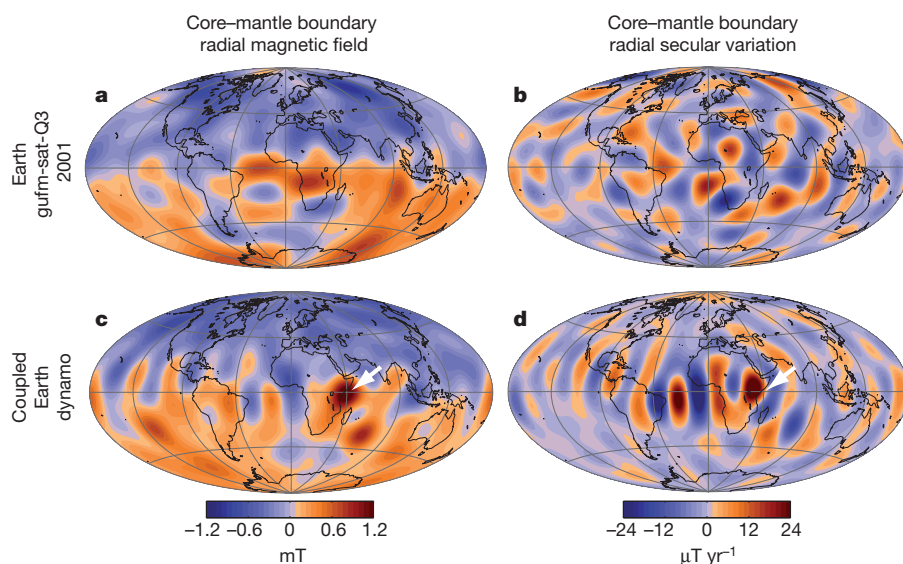 Core–mantle boundary
radial magnetic field
Core–mantle boundary
radial secular variation
a
b
Earth
gufm-sat-Q3
2001
c
d
Coupled
Earth
dynamo
−1.2 −0.6 0 0.6 1.2
mT
−24 −12 0 12 24
μT yr⁻¹